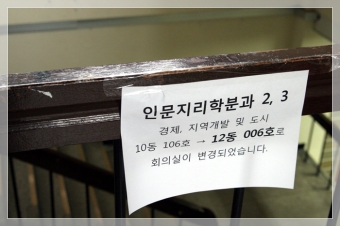 인문지리학분과 2, 3
경제, 지역개발 및 도시
10동 106호 → 12동 006호로
회의실이 변경되었습니다.